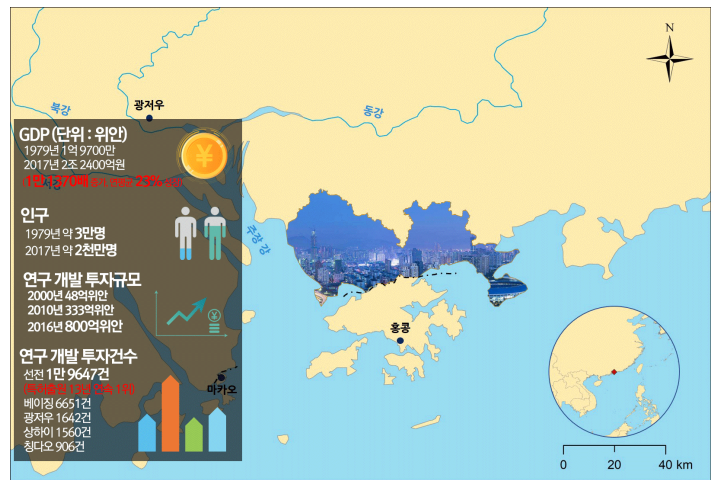 N
북강
광저우
동강
GDP (단위 : 위안)
1979년 1억 9700만
2017년 2조 2400억원
23%
서강
인구
1979년 약 3만명
2017년 약 2천만명
주장 강
연구 개발 투자규모
2000년 48억위안
2010년 333억위안
2016년 800억위안
홍콩
연구 개발 투자건수
선전 1만 9647건
마카오
베이징 6651건
광저우 1642건
상하이 1560건
칭다오 906건
0 20 40 km